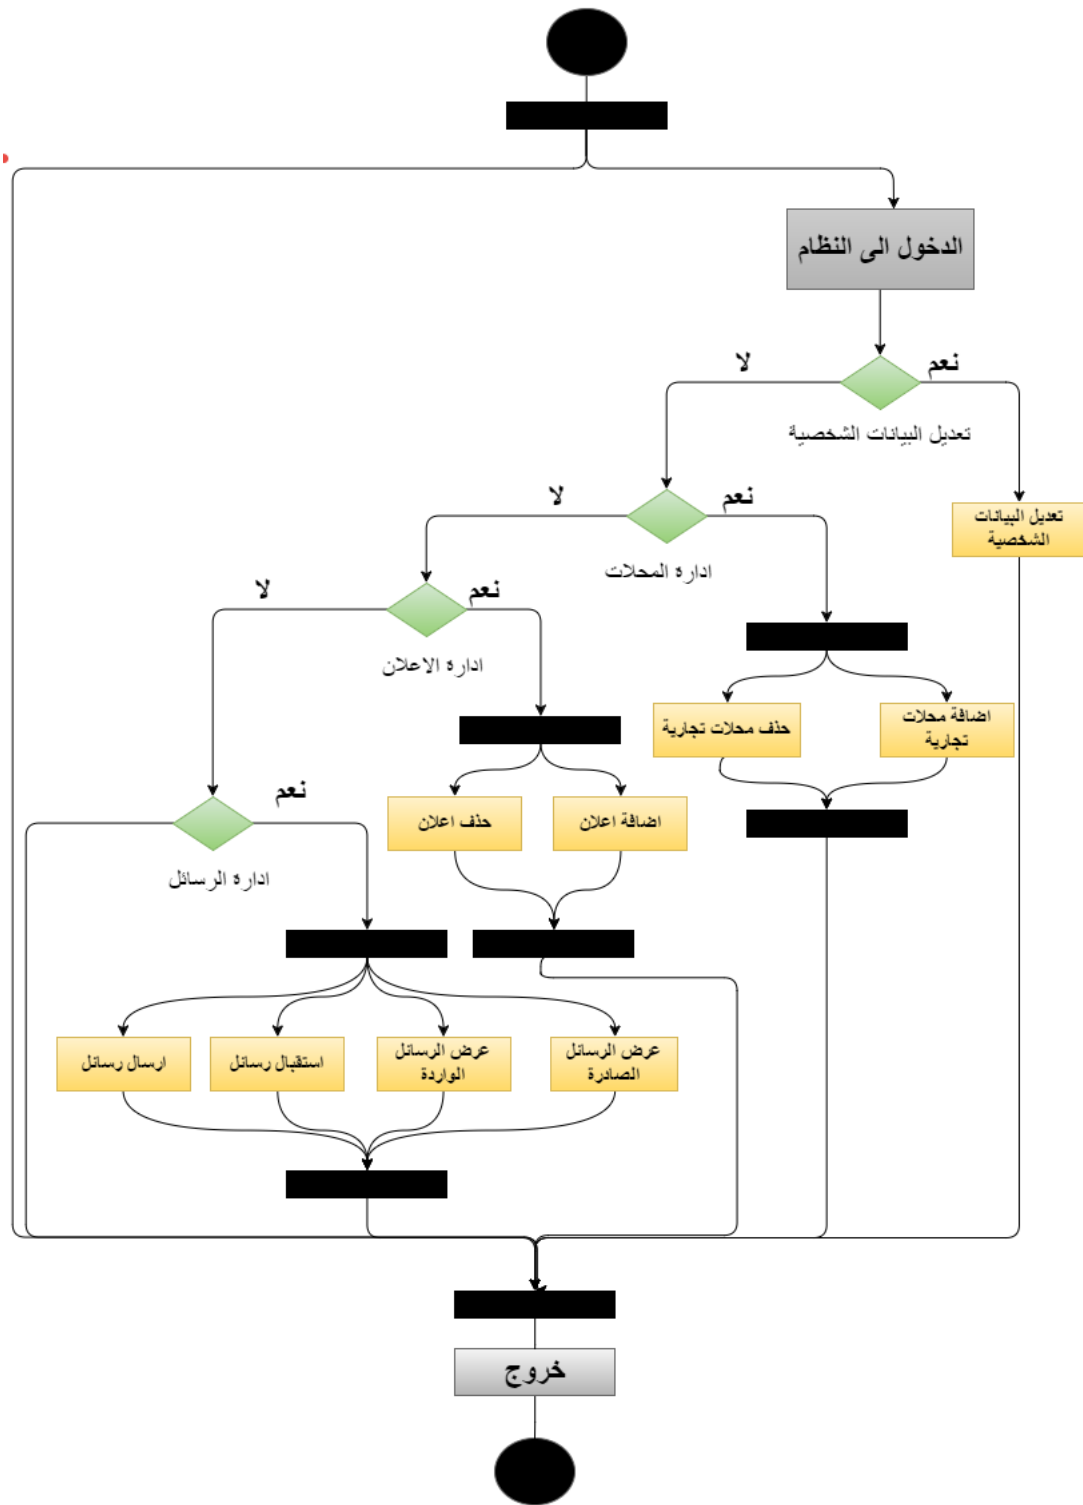 الدخول الى النظام
نعم
لا
تعديل البيانات الشخصية
نعم
لا
تعديل البيانات
الشخصية
ادارة المحلات
نعم
لا
ادارة الاعلان
اضافة محلات
تجارية
حذف محلات تجارية
نعم
اضافة اعلان
حذف اعلان
ادارة الرسائل
عرض الرسائل
الصادرة
عرض الرسائل
الواردة
استقبال رسائل
ارسال رسائل
خروج